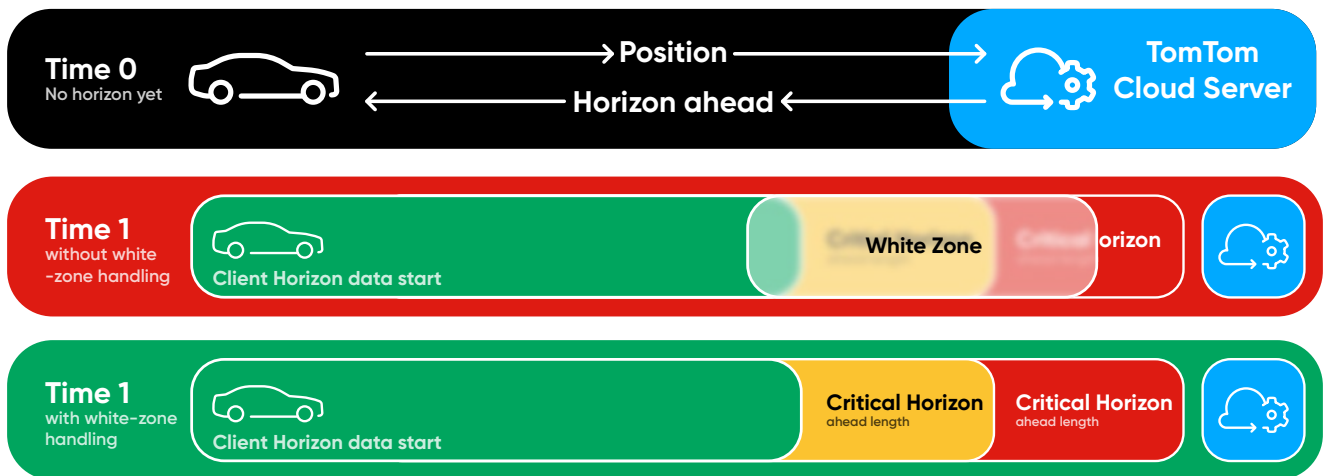 Time 0
No horizon yet
Position
Horizon ahead
TomTom
Cloud Server
Time 1
without white
-zone handling
Client Horizon data start
White Zone
Critical orizon
Time 1
with white-zone
handling
Client Horizon data start
Critical Horizon
ahead length
Critical Horizon
ahead length